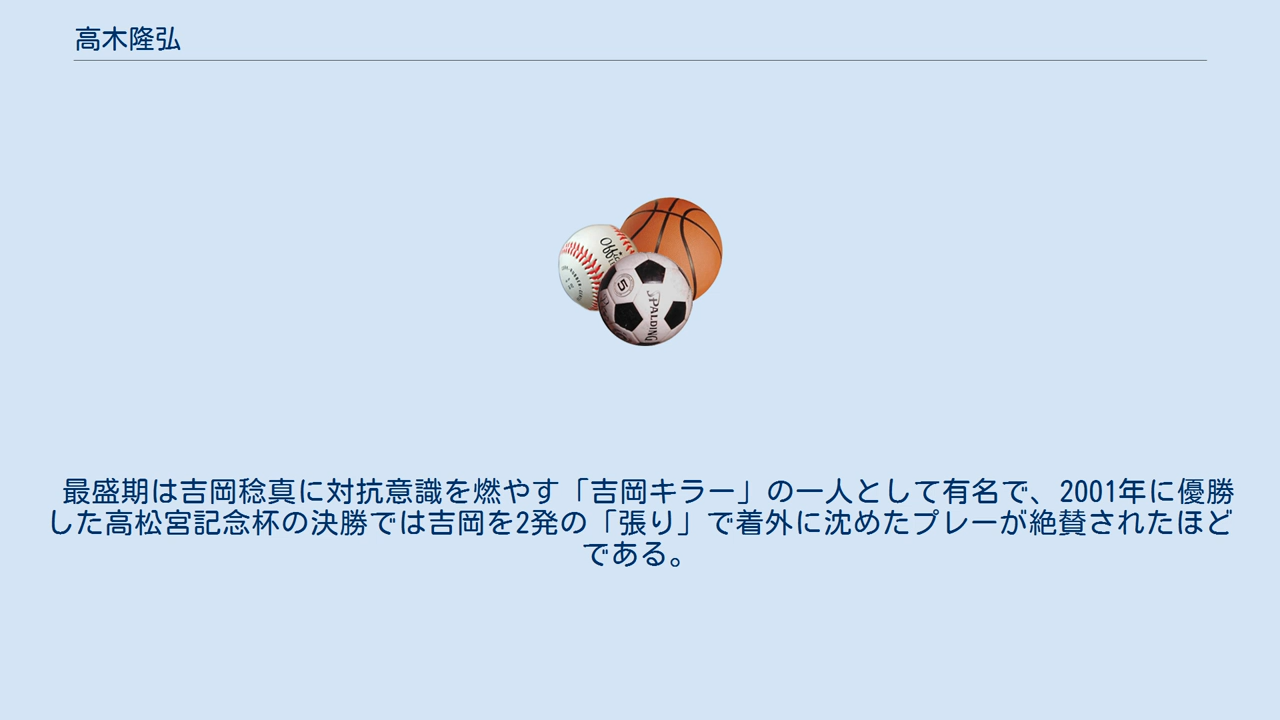 高木隆弘
Offic
5
SPALDING
最盛期は吉岡稔真に対抗意識を燃やす「吉岡キラー」の一人として有名で、2001年に優勝
した高松宮記念杯の決勝では吉岡を2発の「張り」で着外に沈めたプレーが絶賛されたほど
である。